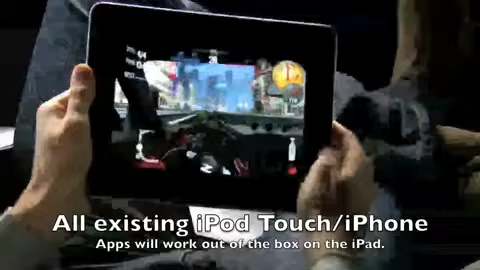 All existing iPod Touch/iPhone
Apps will work out of the box on the iPad.